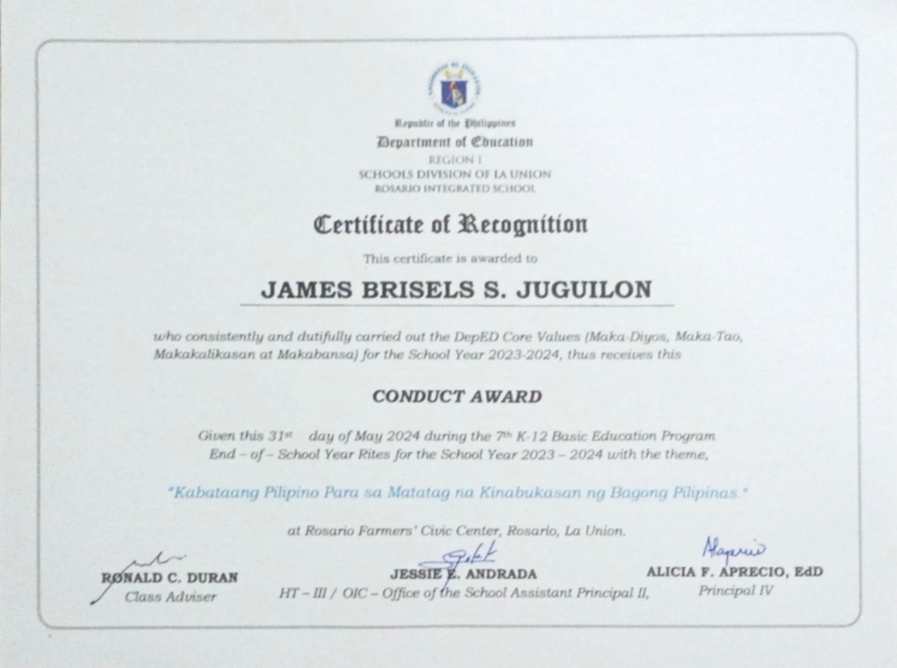 Republic of the Philippines
Department of Education
REGION I
SCHOOLS DIVISION OF LA UNION
ROSARIO INTEGRATED SCHOOL
Certificate of Recognition
This certificate is awarded to
JAMES BRISELS S. JUGUILON
who consistently and dutifully carried out the DepED Core Values (Maka-Diyos, Maka-Tao,
Makakalikasan at Makabansa) for the School Year 2023-2024, thus receives this
CONDUCT AWARD
Given this 31st day of May 2024 during the 7th K-12 Basic Education Program
End – of – School Year Rites for the School Year 2023 – 2024 with the theme,
"Kabataang Pilipino Para sa Matatag na Kinabukasan ng Bagong Pilipinas."
at Rosario Farmers' Civic Center, Rosario, La Union.
RONALD C. DURAN
Class Adviser
JESSIE E. ANDRADA
HT – III / OIC – Office of the School Assistant Principal II,
ALICIA F. APRECIO, EdD
Principal IV